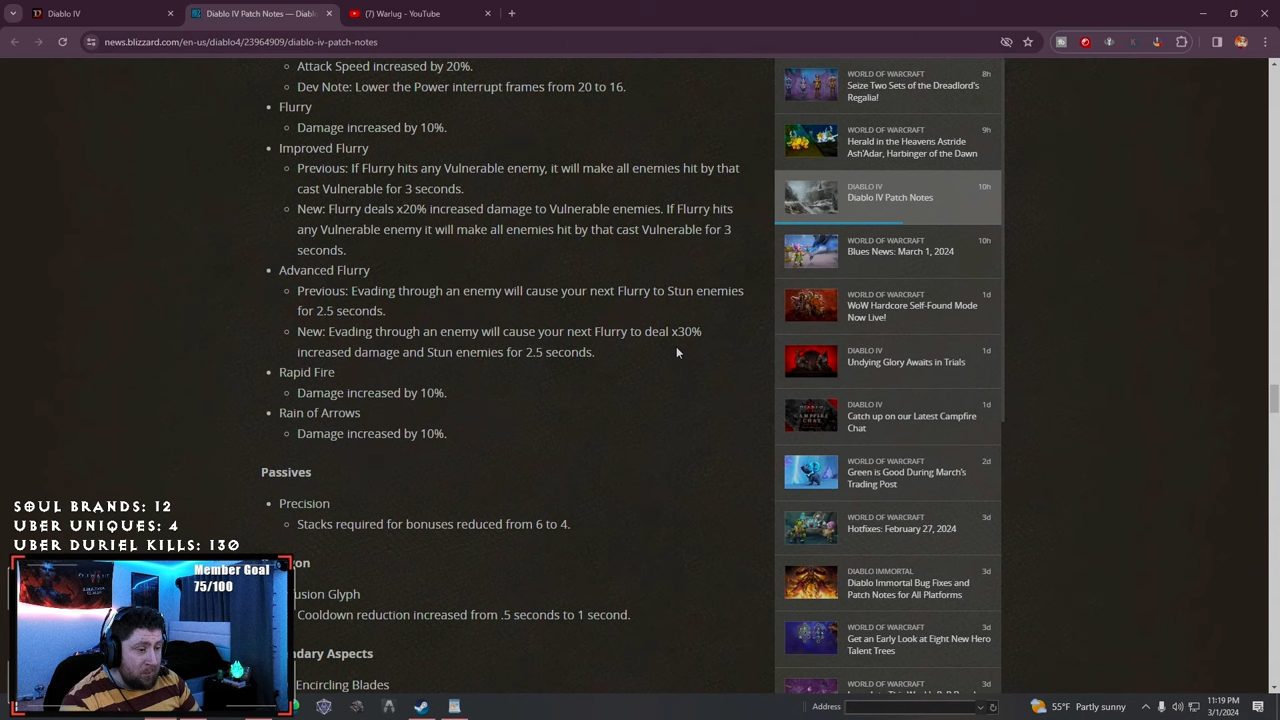 Diablo IV
Diablo IV Patch Notes — Diablo
(7) Warlug - YouTube
news.blizzard.com/en-us/diablo4/23964909/diablo-iv-patch-notes
Attack Speed increased by 20%.
Dev Note: Lower the Power interrupt frames from 20 to 16.
Flurry
Damage increased by 10%.
Improved Flurry
Previous: If Flurry hits any Vulnerable enemy, it will make all enemies hit by that
cast Vulnerable for 3 seconds.
New: Flurry deals x20% increased damage to Vulnerable enemies. If Flurry hits
any Vulnerable enemy it will make all enemies hit by that cast Vulnerable for 3
seconds.
Advanced Flurry
Previous: Evading through an enemy will cause your next Flurry to Stun enemies
for 2.5 seconds.
New: Evading through an enemy will cause your next Flurry to deal x30%
increased damage and Stun enemies for 2.5 seconds.
Rapid Fire
Damage increased by 10%.
Rain of Arrows
Damage increased by 10%.
Passives
Precision
Stacks required for bonuses reduced from 6 to 4.
on
usion Glyph
Cooldown reduction increased from .5 seconds to 1 second.
ndary Aspects
Encircling Blades
WORLD OF WARCRAFT 8h
Seize Two Sets of the Dreadlord's
Regalia!
WORLD OF WARCRAFT 9h
Herald in the Heavens Astride
Ash'Adar, Harbinger of the Dawn
DIABLO IV 10h
Diablo IV Patch Notes
WORLD OF WARCRAFT 10h
Blues News: March 1, 2024
WORLD OF WARCRAFT 1d
WoW Hardcore Self-Found Mode
Now Live!
DIABLO IV 1d
Undying Glory Awaits in Trials
DIABLO IV 1d
Catch up on our Latest Campfire
Chat
WORLD OF WARCRAFT 2d
Green is Good During March's
Trading Post
WORLD OF WARCRAFT 3d
Hotfixes: February 27, 2024
DIABLO IMMORTAL 3d
Diablo Immortal Bug Fixes and
Patch Notes for All Platforms
WORLD OF WARCRAFT 3d
Get an Early Look at Eight New Hero
Talent Trees
WORLD OF WARCRAFT 3d
SOUL BRANDS: 12
UBER UNIQUES: 4
UBER DURIEL KILLS: 130
Member Goal
75/100
Address
55°F Partly sunny
11:19 PM
3/1/2024